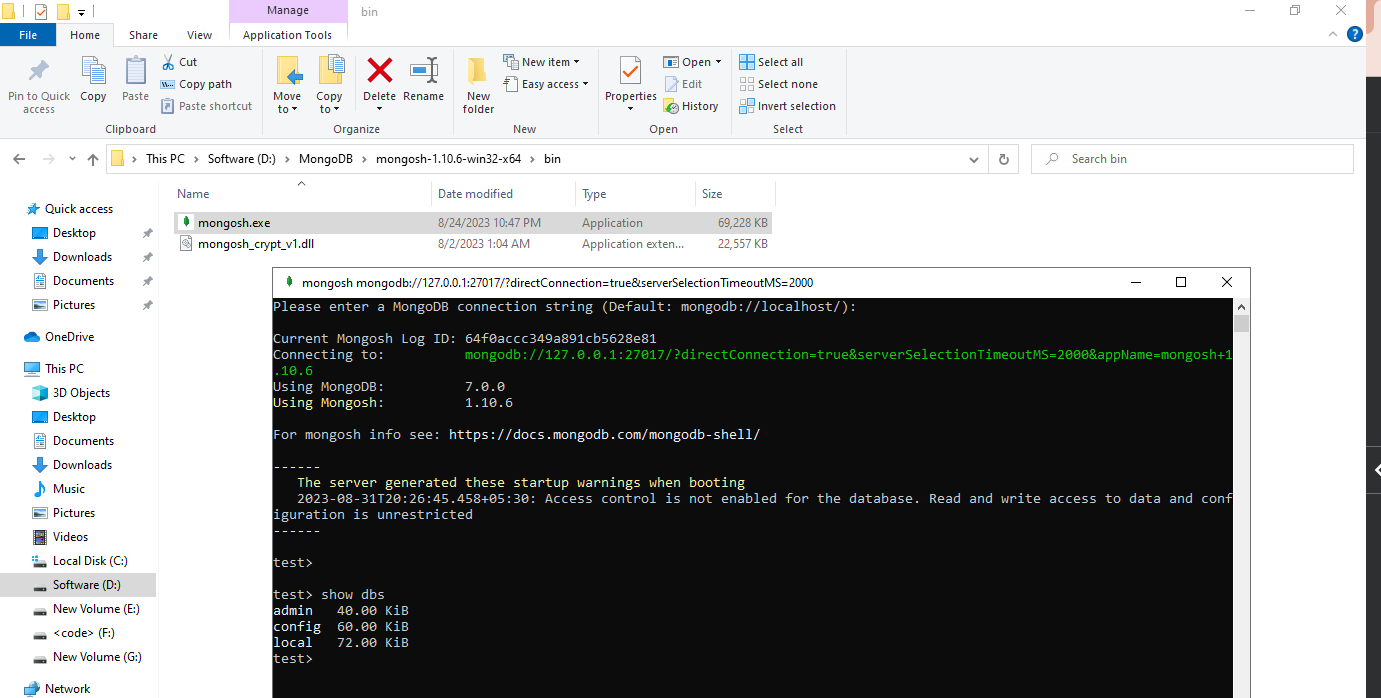 Manage
bin
File
Home
Share
View
Application Tools
Pin to Quick access
Copy
Paste
Cut
Copy path
Paste shortcut
Clipboard
Move to
Copy to
Delete
Rename
Organize
New folder
New item
Easy access
New
Properties
Open
Edit
History
Open
Select all
Select none
Invert selection
Select
This PC > Software (D:) > MongoDB > mongosh-1.10.6-win32-x64 > bin
Search bin
Name Date modified Type Size
mongosh.exe 8/24/2023 10:47 PM Application 69,228 KB
mongosh_crypt_v1.dll 8/2/2023 1:04 AM Application exten... 22,557 KB
Quick access
Desktop
Downloads
Documents
Pictures
OneDrive
This PC
3D Objects
Desktop
Documents
Downloads
Music
Pictures
Videos
Local Disk (C:)
Software (D:)
New Volume (E:)
<code> (F:)
New Volume (G:)
Network
mongosh mongodb://127.0.0.1:27017/?directConnection=true&serverSelectionTimeoutMS=2000
Please enter a MongoDB connection string (Default: mongodb://localhost/):
Current Mongosh Log ID: 64f0accc349a891cb5628e81
Connecting to: mongodb://127.0.0.1:27017/?directConnection=true&serverSelectionTimeoutMS=2000&appName=mongosh+1
.10.6
Using MongoDB: 7.0.0
Using Mongosh: 1.10.6
For mongosh info see: https://docs.mongodb.com/mongodb-shell/
------
The server generated these startup warnings when booting
2023-08-31T20:26:45.458+05:30: Access control is not enabled for the database. Read and write access to data and conf
iguration is unrestricted
------
test>
test> show dbs
admin 40.00 KiB
config 60.00 KiB
local 72.00 KiB
test>